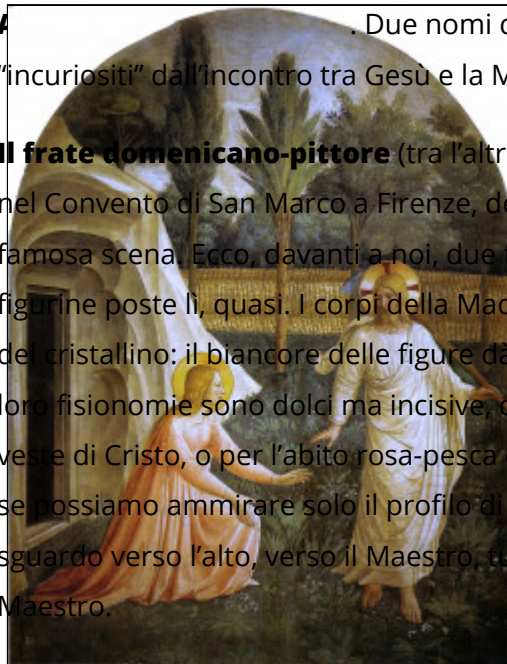 . Due nomi
"incuriositi" dall'incontro tra Gesù e la
Il frate domenicano-pittore (tra l'altr
nel Convento di San Marco a Firenze, d
famosa scena. Ecco, davanti a noi, due
figurine poste lì, quasi. I corpi della Mad
del cristallino: il biancore delle figure dà
loro fisionomie sono dolci ma incisive,
veste di Cristo, o per l'abito rosa-pesca
se possiamo ammirare solo il profilo di
sguardo verso l'alto, verso il Maestro,
Maestro.